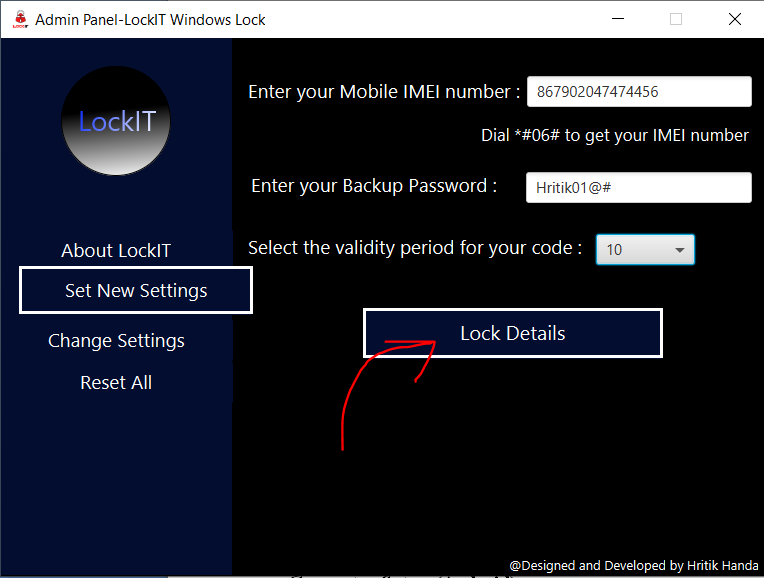 Admin Panel-LockIT Windows Lock
LockIT
Enter your Mobile IMEI number : 867902047474456
Dial *#06# to get your IMEI number
Enter your Backup Password : Hritik01@#
About LockIT
Select the validity period for your code : 10
Set New Settings
Lock Details
Change Settings
Reset All
@Designed and Developed by Hritik Handa